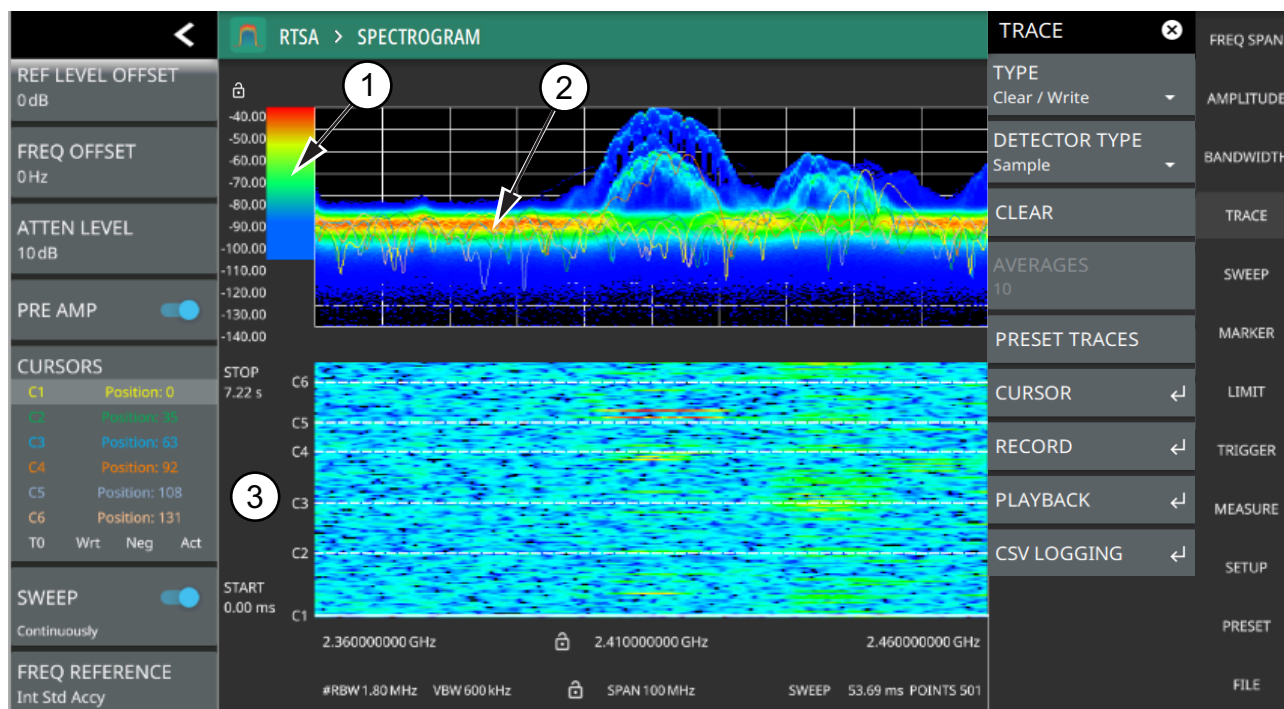 RTSA > SPECTROGRAM
REF LEVEL OFFSET
0 dB
FREQ OFFSET
0 Hz
ATTEN LEVEL
10 dB
PRE AMP
CURSORS
C1 Position: 0
C2 Position: 35
C3 Position: 63
C4 Position: 92
C5 Position: 108
C6 Position: 131
T0 Wrt Neg Act
SWEEP
Continuously
FREQ REFERENCE
Int Std Accy
1
2
-40.00
-50.00
-60.00
-70.00
-80.00
-90.00
-100.00
-110.00
-120.00
-130.00
-140.00
STOP
7.22 s
3
START
0.00 ms
C6
C5
C4
C3
C2
C1
2.360000000 GHz 2.410000000 GHz 2.460000000 GHz
#RBW 1.80 MHz VBW 600 kHz SPAN 100 MHz SWEEP 53.69 ms POINTS 501
TRACE
TYPE
Clear / Write
DETECTOR TYPE
Sample
CLEAR
AVERAGES
10
PRESET TRACES
CURSOR
RECORD
PLAYBACK
CSV LOGGING
FREQ SPAN
AMPLITUDE
BANDWIDTH
TRACE
SWEEP
MARKER
LIMIT
TRIGGER
MEASURE
SETUP
PRESET
FILE